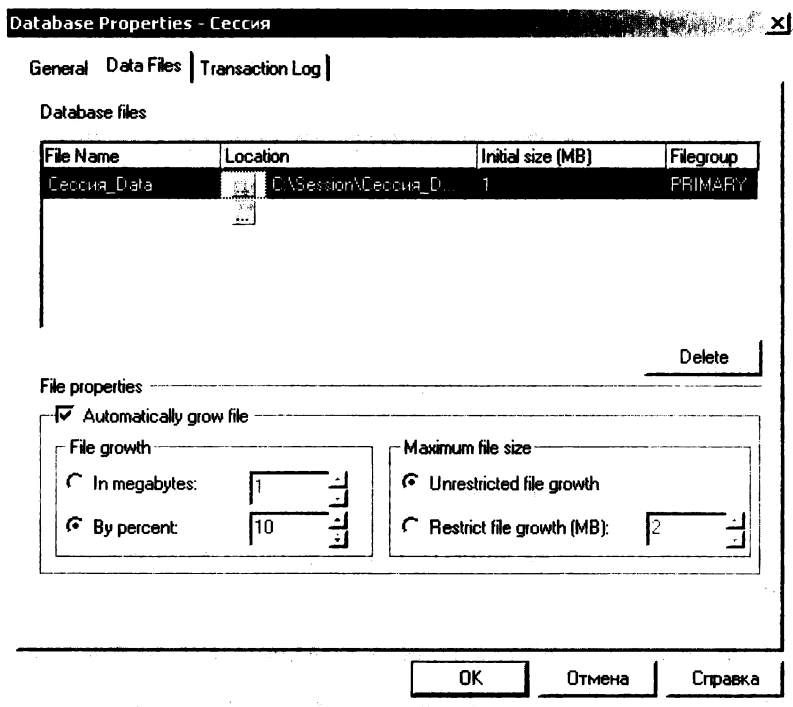 Database Properties - Сессия
General Data Files Transaction Log
Database files
File Name Location Initial size (MB) Filegroup
Сессия_Data ... C:\Session\Сессия_D... 1 PRIMARY
...
Delete
File properties
Automatically grow file
File growth Maximum file size
In megabytes: 1 Unrestricted file growth
By percent: 10 Restrict file growth (MB): 2
OK Отмена Справка